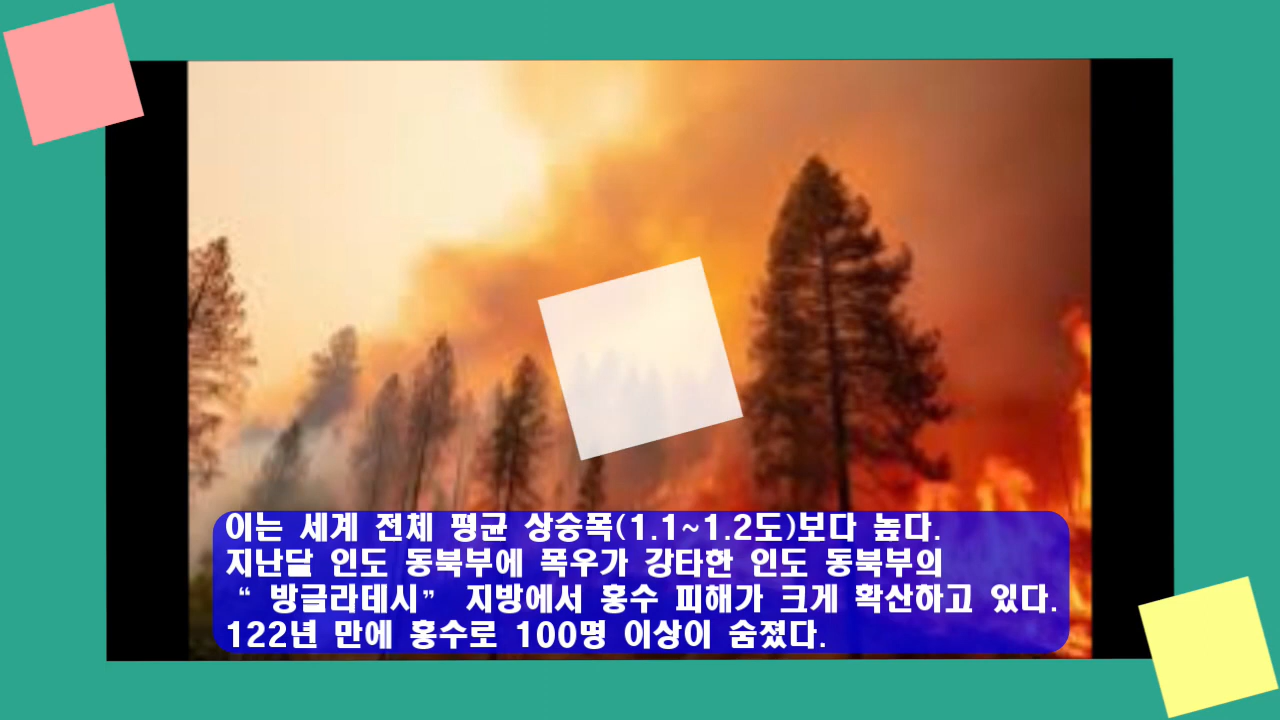 이는 세계 전체 평균 상승폭(1.1~1.2도)보다 높다.
지난달 인도 동북부에 폭우가 강타한 인도 동북부의
“ 방글라데시” 지방에서 홍수 피해가 크게 확산하고 있다.
122년 만에 홍수로 100명 이상이 숨졌다.